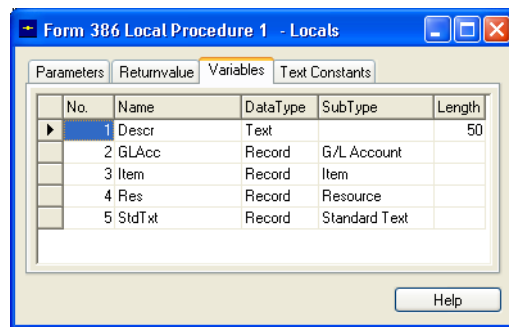 Form 386 Local Procedure 1 - Locals
Parameters Returnvalue Variables Text Constants
No. Name DataType SubType Length
1 Descr Text 50
2 GLAcc Record G/L Account
3 Item Record Item
4 Res Record Resource
5 StdTxt Record Standard Text
Help